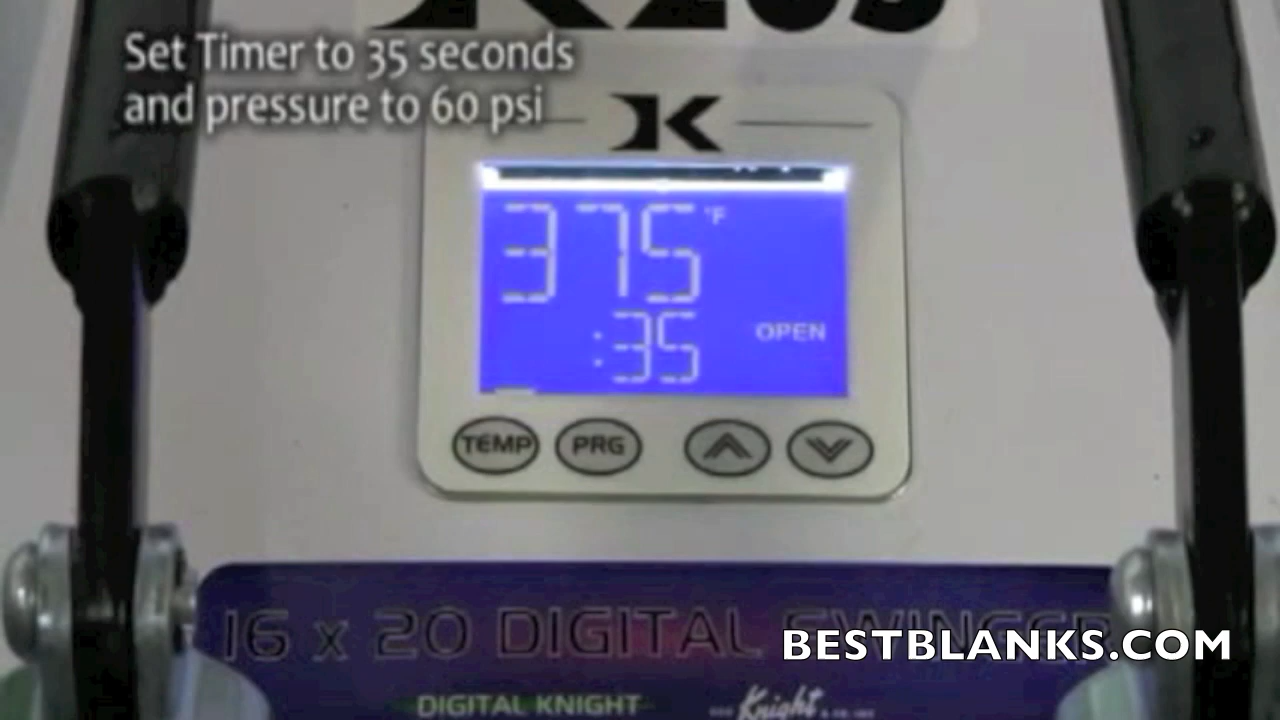 K20S
Set Timer to 35 seconds
and pressure to 60 psi
K
375 °F
:35
OPEN
TEMP PRG
16 x 20 DIGITAL SWINGER
BESTBLANKS.COM
DIGITAL KNIGHT
Knight